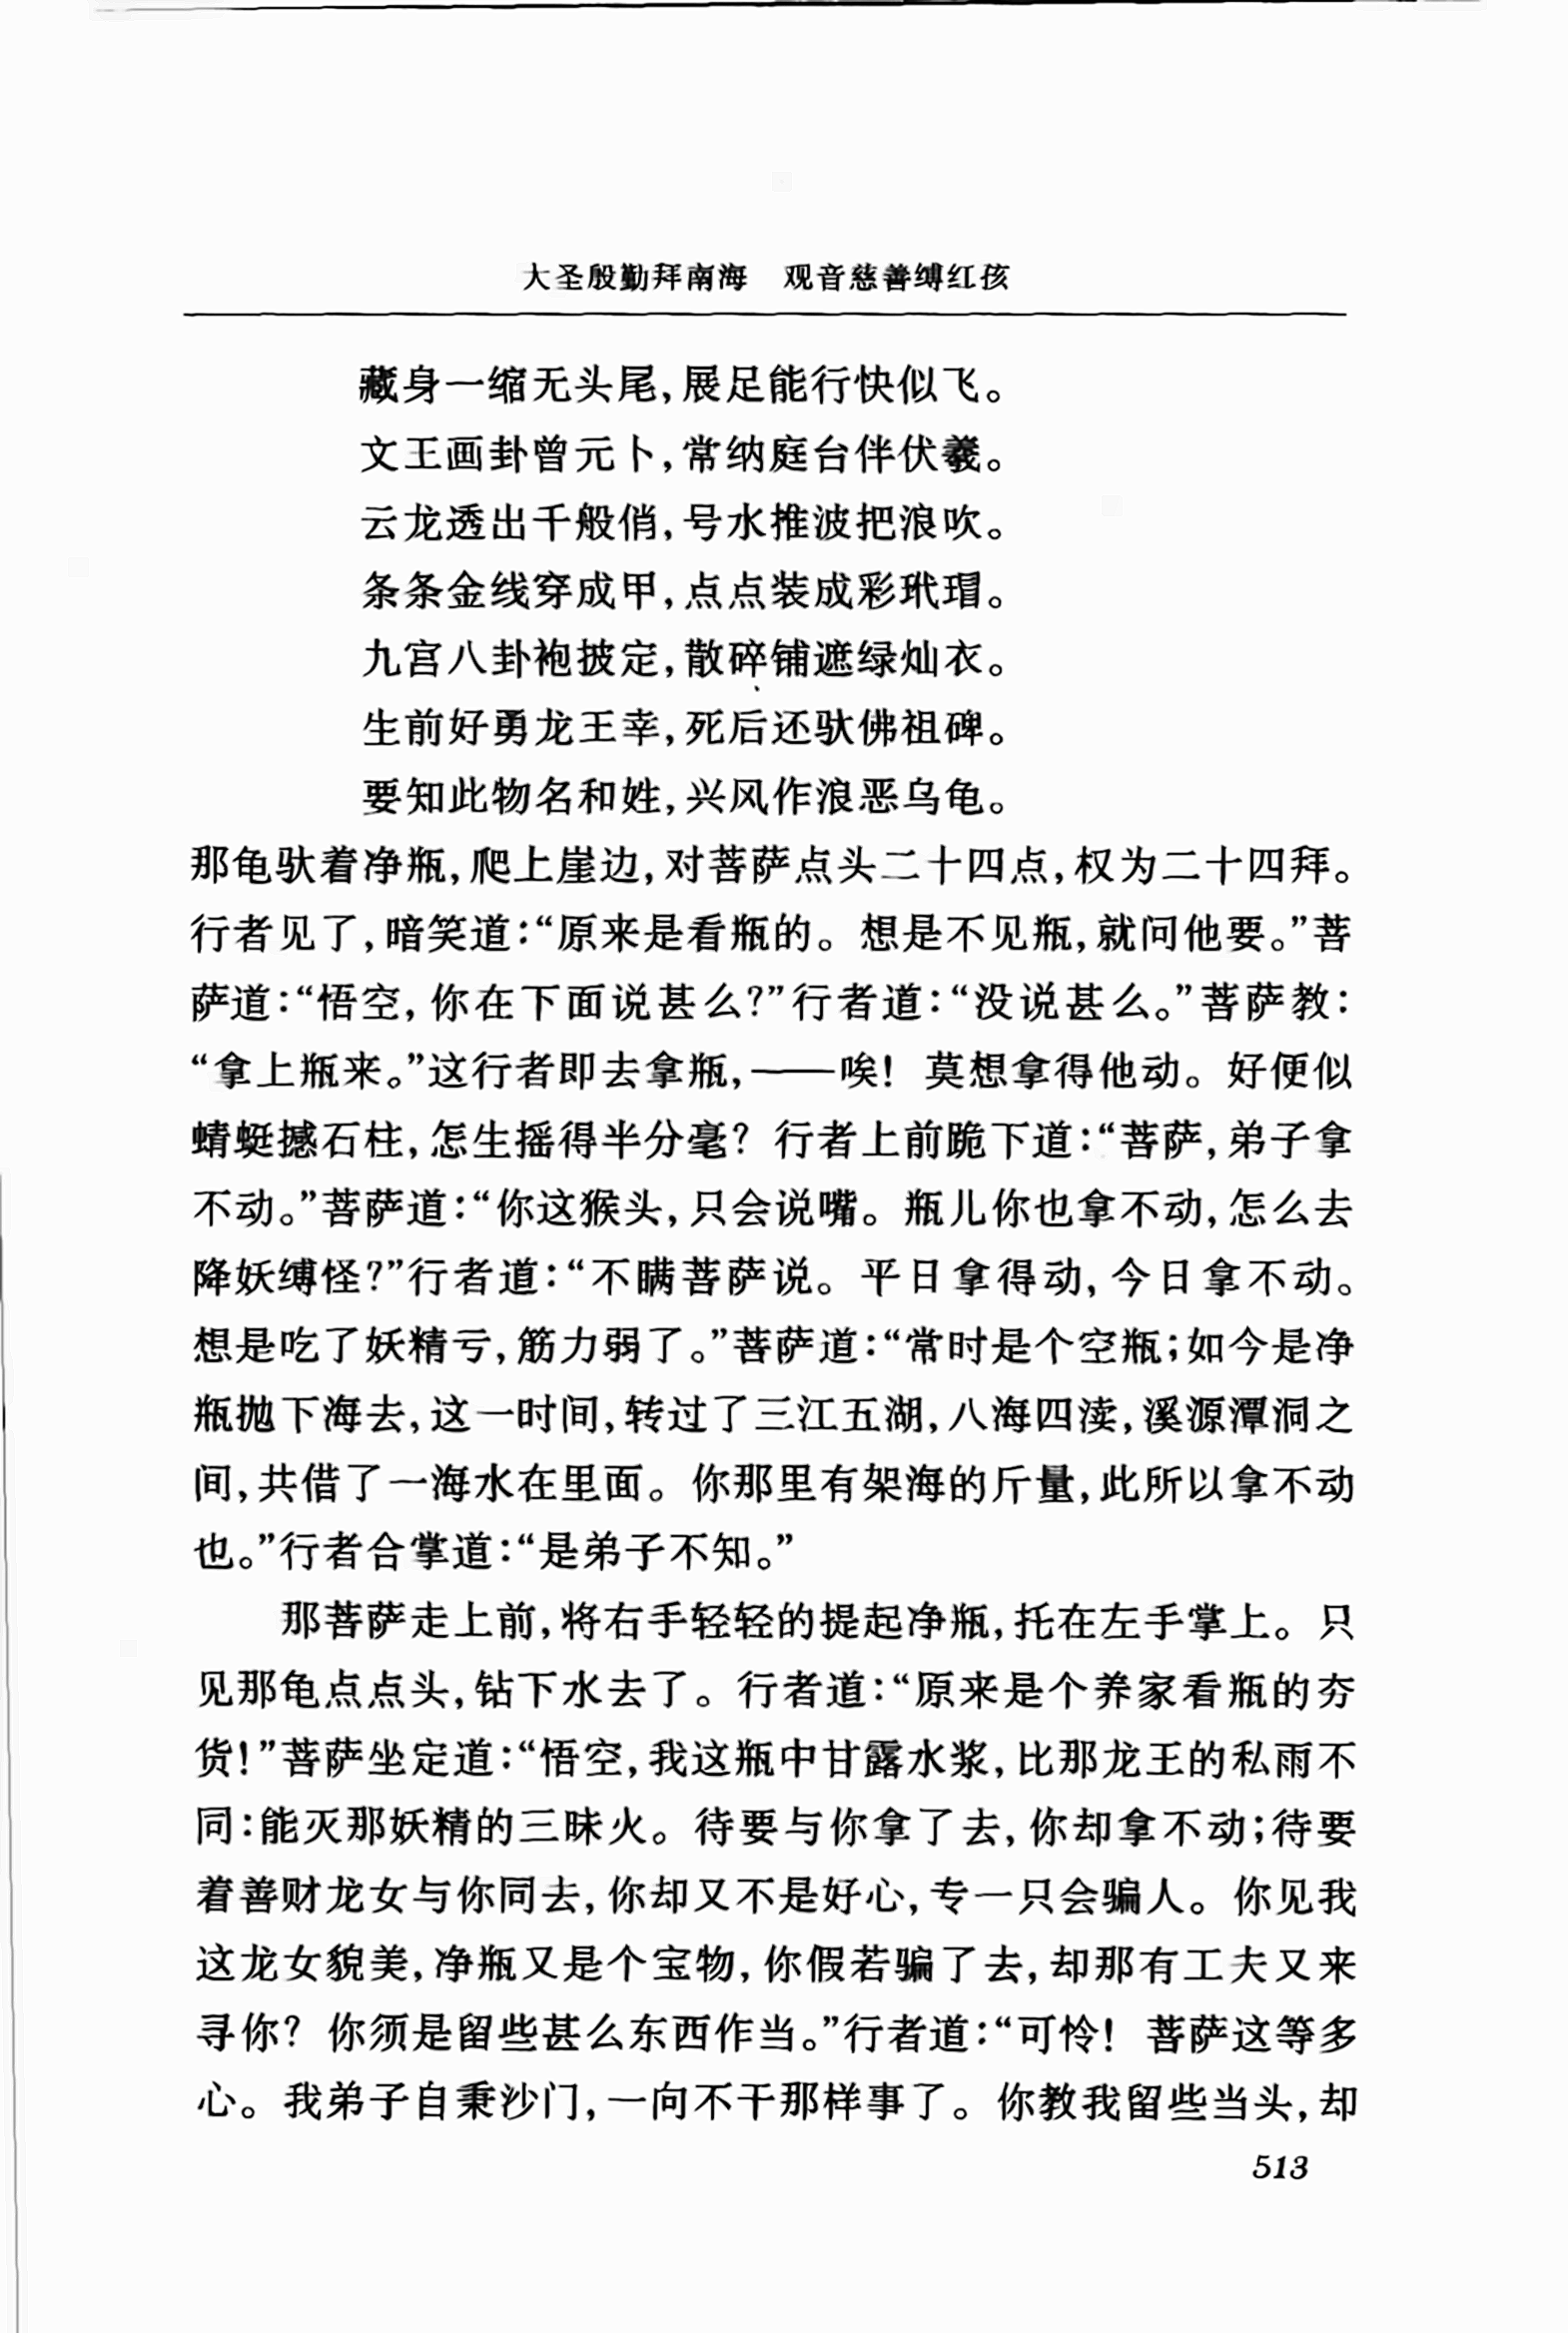 大圣殷勤拜南海　观音慈善缚红孩
藏身一缩无头尾，展足能行快似飞。
文王画卦曾元卜，常纳庭台伴伏羲。
云龙透出千般俏，号水推波把浪吹。
条条金线穿成甲，点点装成彩玳瑁。
九宫八卦袍披定，散碎铺遮绿灿衣。
生前好勇龙王幸，死后还驮佛祖碑。
要知此物名和姓，兴风作浪恶乌龟。
那龟驮着净瓶，爬上崖边，对菩萨点头二十四点，权为二十四拜。
行者见了，暗笑道：“原来是看瓶的。想是不见瓶，就问他要。”菩
萨道：“悟空，你在下面说甚么？”行者道：“没说甚么。”菩萨教：
“拿上瓶来。”这行者即去拿瓶，——唉！莫想拿得他动。好便似
蜻蜓撼石柱，怎生摇得半分毫？行者上前跪下道：“菩萨，弟子拿
不动。”菩萨道：“你这猴头，只会说嘴。瓶儿你也拿不动，怎么去
降妖缚怪？”行者道：“不瞒菩萨说。平日拿得动，今日拿不动。
想是吃了妖精亏，筋力弱了。”菩萨道：“常时是个空瓶；如今是净
瓶抛下海去，这一时间，转过了三江五湖，八海四渎，溪源潭洞之
间，共借了一海水在里面。你那里有架海的斤量，此所以拿不动
也。”行者合掌道：“是弟子不知。”
那菩萨走上前，将右手轻轻的提起净瓶，托在左手掌上。只
见那龟点点头，钻下水去了。行者道：“原来是个养家看瓶的夯
货！”菩萨坐定道：“悟空，我这瓶中甘露水浆，比那龙王的私雨不
同：能灭那妖精的三昧火。待要与你拿了去，你却拿不动；待要
着善财龙女与你同去，你却又不是好心，专一只会骗人。你见我
这龙女貌美，净瓶又是个宝物，你假若骗了去，却那有工夫又来
寻你？你须是留些甚么东西作当。”行者道：“可怜！菩萨这等多
心。我弟子自秉沙门，一向不干那样事了。你教我留些当头，却
513